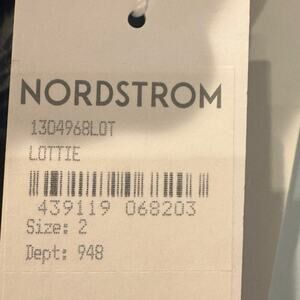 NORDSTROM
1304968LOT
LOTTIE
439119 068203
Size: 2
Dept: 948